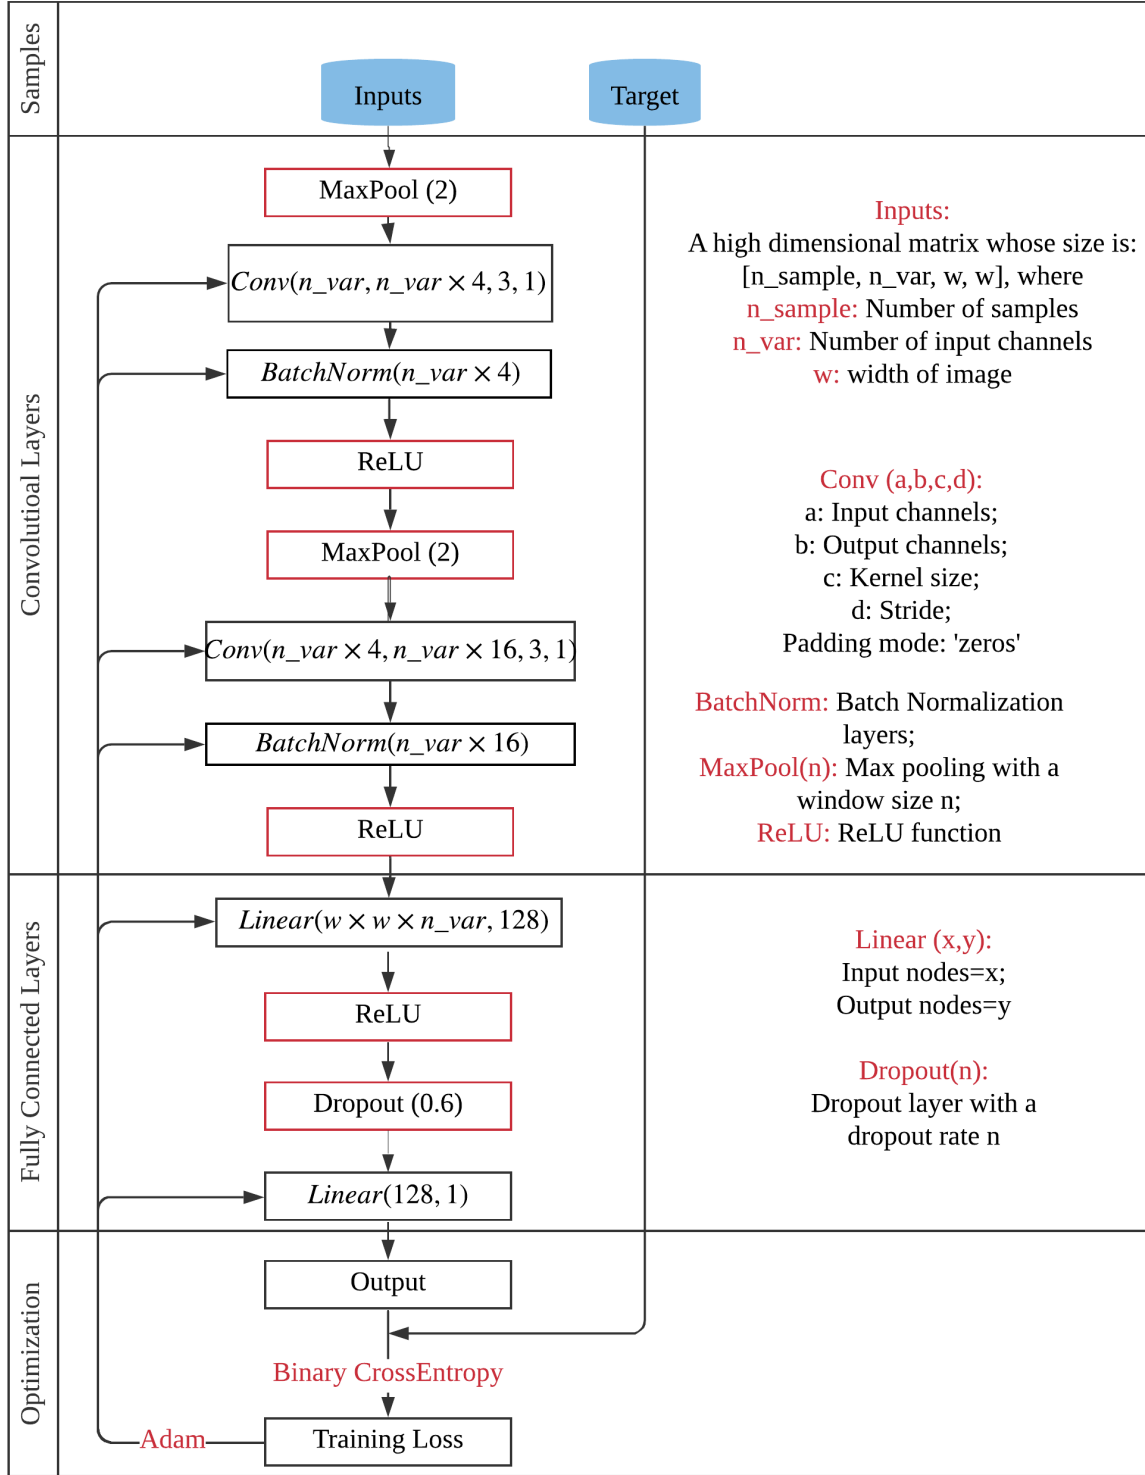 Samples
Inputs
Target
Convolutioal Layers
MaxPool (2)
Conv(n_var, n_var × 4, 3, 1)
BatchNorm(n_var × 4)
ReLU
MaxPool (2)
Conv(n_var × 4, n_var × 16, 3, 1)
BatchNorm(n_var × 16)
ReLU
Inputs:
A high dimensional matrix whose size is:
[n_sample, n_var, w, w], where
n_sample: Number of samples
n_var: Number of input channels
w: width of image
Conv (a,b,c,d):
a: Input channels;
b: Output channels;
c: Kernel size;
d: Stride;
Padding mode: 'zeros'
BatchNorm: Batch Normalization
layers;
MaxPool(n): Max pooling with a
window size n;
ReLU: ReLU function
Fully Connected Layers
Linear(w × w × n_var, 128)
ReLU
Dropout (0.6)
Linear(128, 1)
Linear (x,y):
Input nodes=x;
Output nodes=y
Dropout(n):
Dropout layer with a
dropout rate n
Optimization
Output
Binary CrossEntropy
Adam
Training Loss